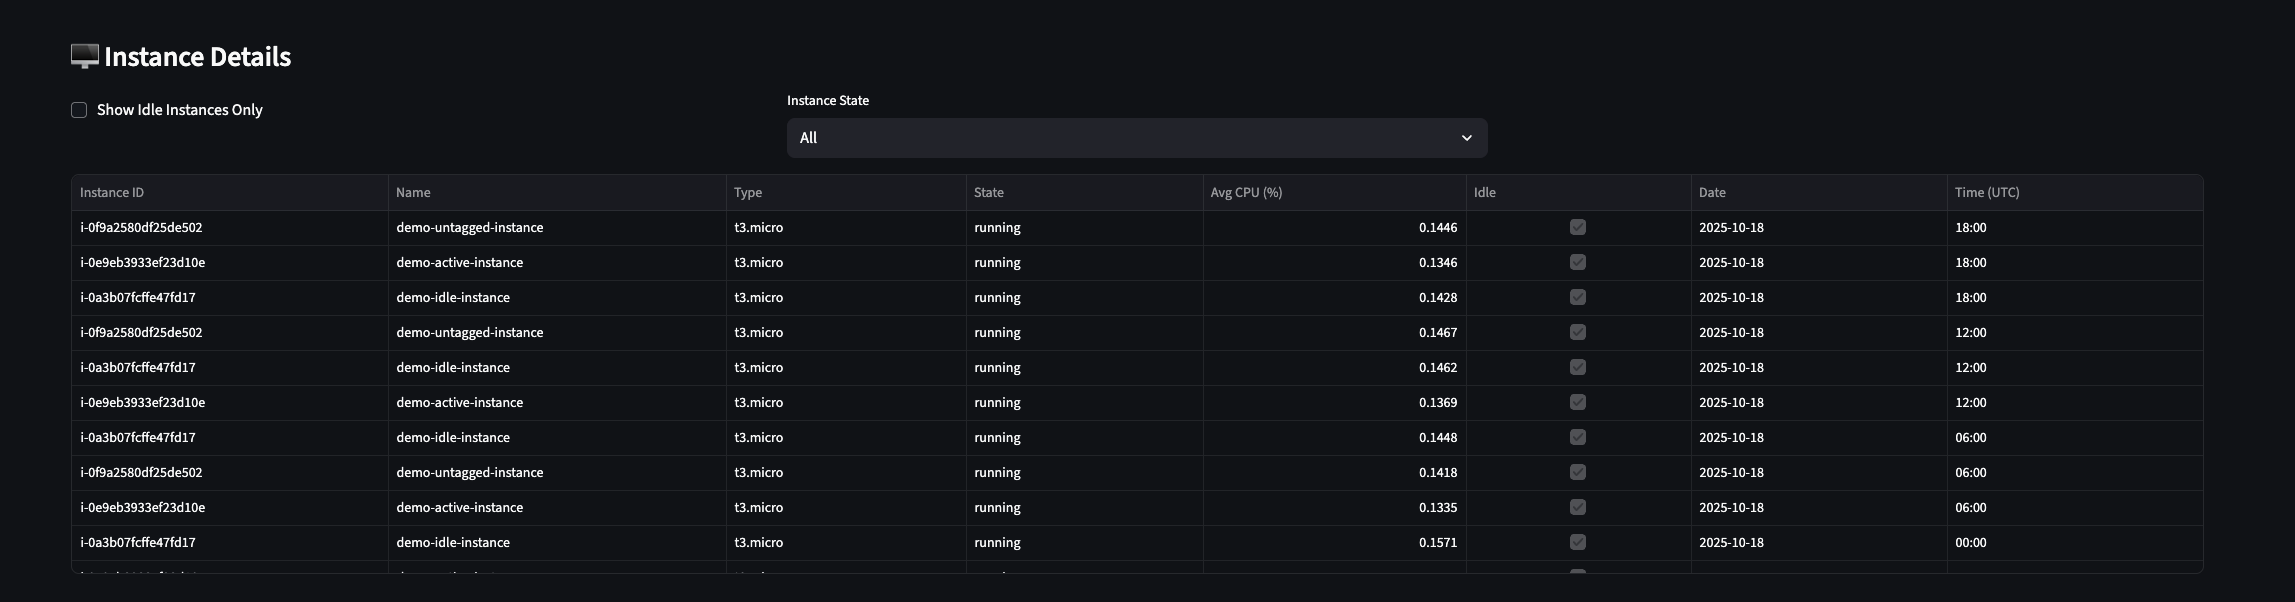 Instance Details
Show Idle Instances Only
Instance State
All
Instance ID Name Type State Avg CPU (%) Idle Date Time (UTC)
i-0f9a2580df25de502 demo-untagged-instance t3.micro running 0.1446 2025-10-18 18:00
i-0e9eb3933ef23d10e demo-active-instance t3.micro running 0.1346 2025-10-18 18:00
i-0a3b07fcffe47fd17 demo-idle-instance t3.micro running 0.1428 2025-10-18 18:00
i-0f9a2580df25de502 demo-untagged-instance t3.micro running 0.1467 2025-10-18 12:00
i-0a3b07fcffe47fd17 demo-idle-instance t3.micro running 0.1462 2025-10-18 12:00
i-0e9eb3933ef23d10e demo-active-instance t3.micro running 0.1369 2025-10-18 12:00
i-0a3b07fcffe47fd17 demo-idle-instance t3.micro running 0.1448 2025-10-18 06:00
i-0f9a2580df25de502 demo-untagged-instance t3.micro running 0.1418 2025-10-18 06:00
i-0e9eb3933ef23d10e demo-active-instance t3.micro running 0.1335 2025-10-18 06:00
i-0a3b07fcffe47fd17 demo-idle-instance t3.micro running 0.1571 2025-10-18 00:00